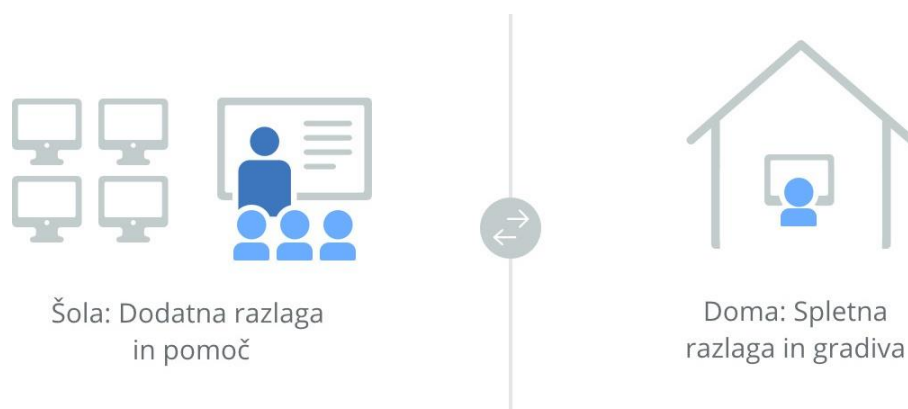 Šola: Dodatna razlaga
in pomoč
Doma: Spletna
razlaga in gradiva